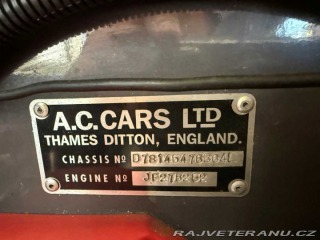 A.C. CARS LTD
THAMES DITTON, ENGLAND.
CHASSIS Nº
ENGINE Nº
RAJVETERANU.CZ